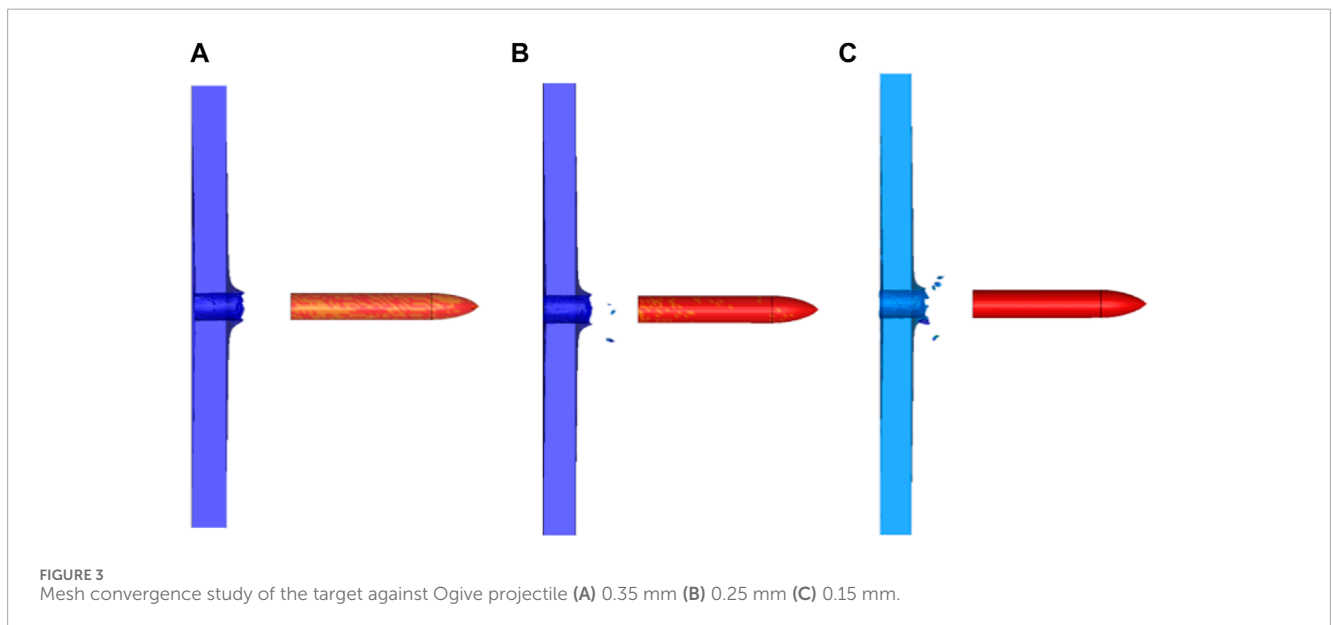 A
B
C
FIGURE 3
Mesh convergence study of the target against Ogive projectile (A) 0.35 mm (B) 0.25 mm (C) 0.15 mm.